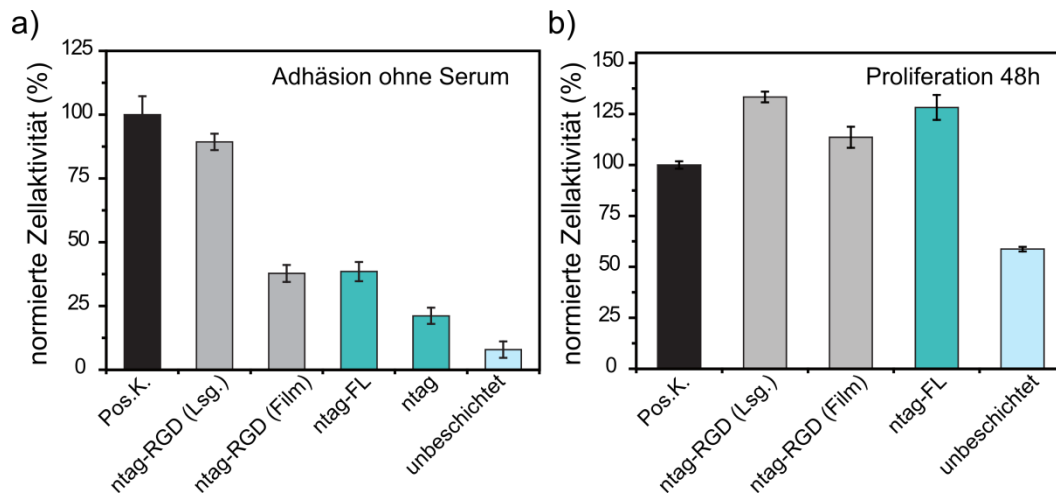 a)
normierte Zellaktivität (%)
125
100
75
50
25
0
Adhäsion ohne Serum
Pos.K.
ntag-RGD (Lsg.)
ntag-RGD (Film)
ntag-FL
ntag
unbeschichtet
b)
normierte Zellaktivität (%)
150
125
100
75
50
25
0
Proliferation 48h
Pos.K.
ntag-RGD (Lsg.)
ntag-RGD (Film)
ntag-FL
unbeschichtet